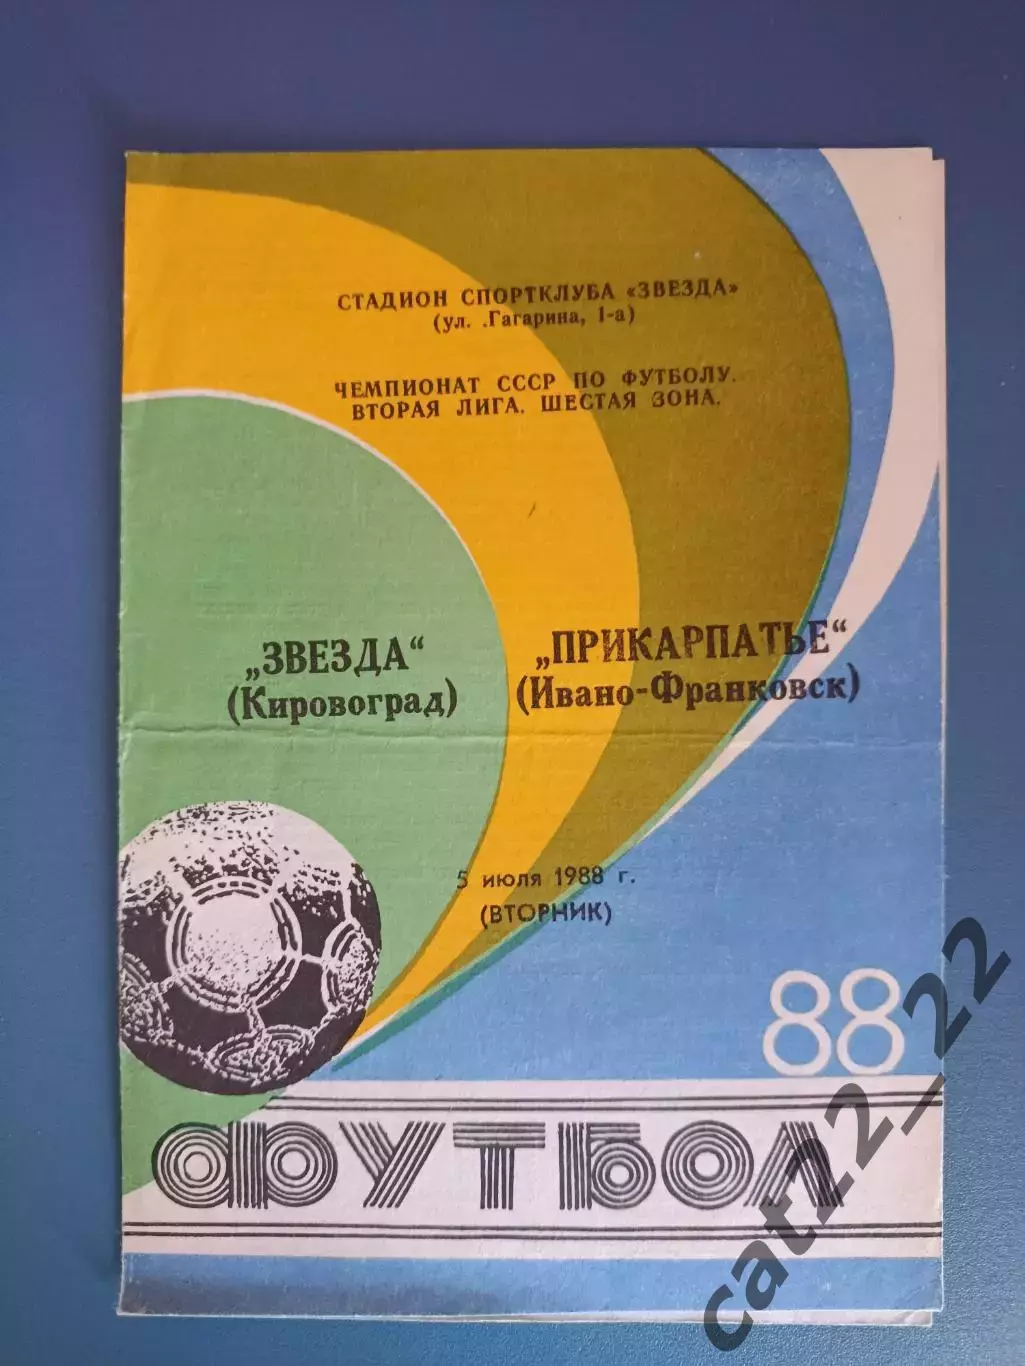 СТАДИОН СПОРТКЛУБА «ЗВЕЗДА»
(ул. .Гагарина, 1-а)
ЧЕМПИОНАТ СССР ПО ФУТБОЛУ.
ВТОРАЯ ЛИГА. ШЕСТАЯ ЗОНА.
„ЗВЕЗДА“
(Кировоград)
„ПРИКАРПАТЬЕ“
(Ивано-Франковск)
5 июля 1988 г.
(ВТОРНИК)
88
ФУТБОЛ
cat22_22